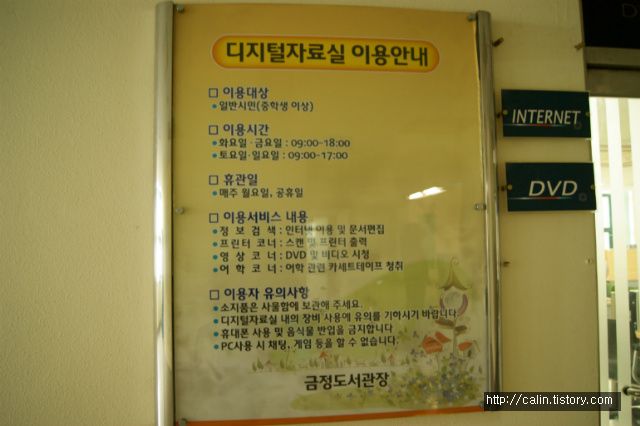 디지털자료실 이용안내
□ 이용대상
• 일반시민(중학생 이상)
□ 이용시간
• 화요일·금요일 : 09:00-18:00
• 토요일·일요일 : 09:00-17:00
□ 휴관일
• 매주 월요일, 공휴일
□ 이용서비스 내용
• 정 보 검 색 : 인터넷 이용 및 문서편집
• 프린터 코너 : 스캔 및 프린터 출력
• 영 상 코 너 : DVD 및 비디오 시청
• 어 학 코 너 : 어학 관련 카세트테이프 청취
□ 이용자 유의사항
• 소지품은 사물함에 보관해 주세요.
• 디지털자료실 내의 장비 사용에 유의를 기하시기 바랍니다.
• 휴대폰 사용 및 음식물 반입을 금지합니다
• PC사용 시 채팅, 게임 등을 할 수 없습니다.
금정도서관장
INTERNET
DVD
http://calin.tistory.com